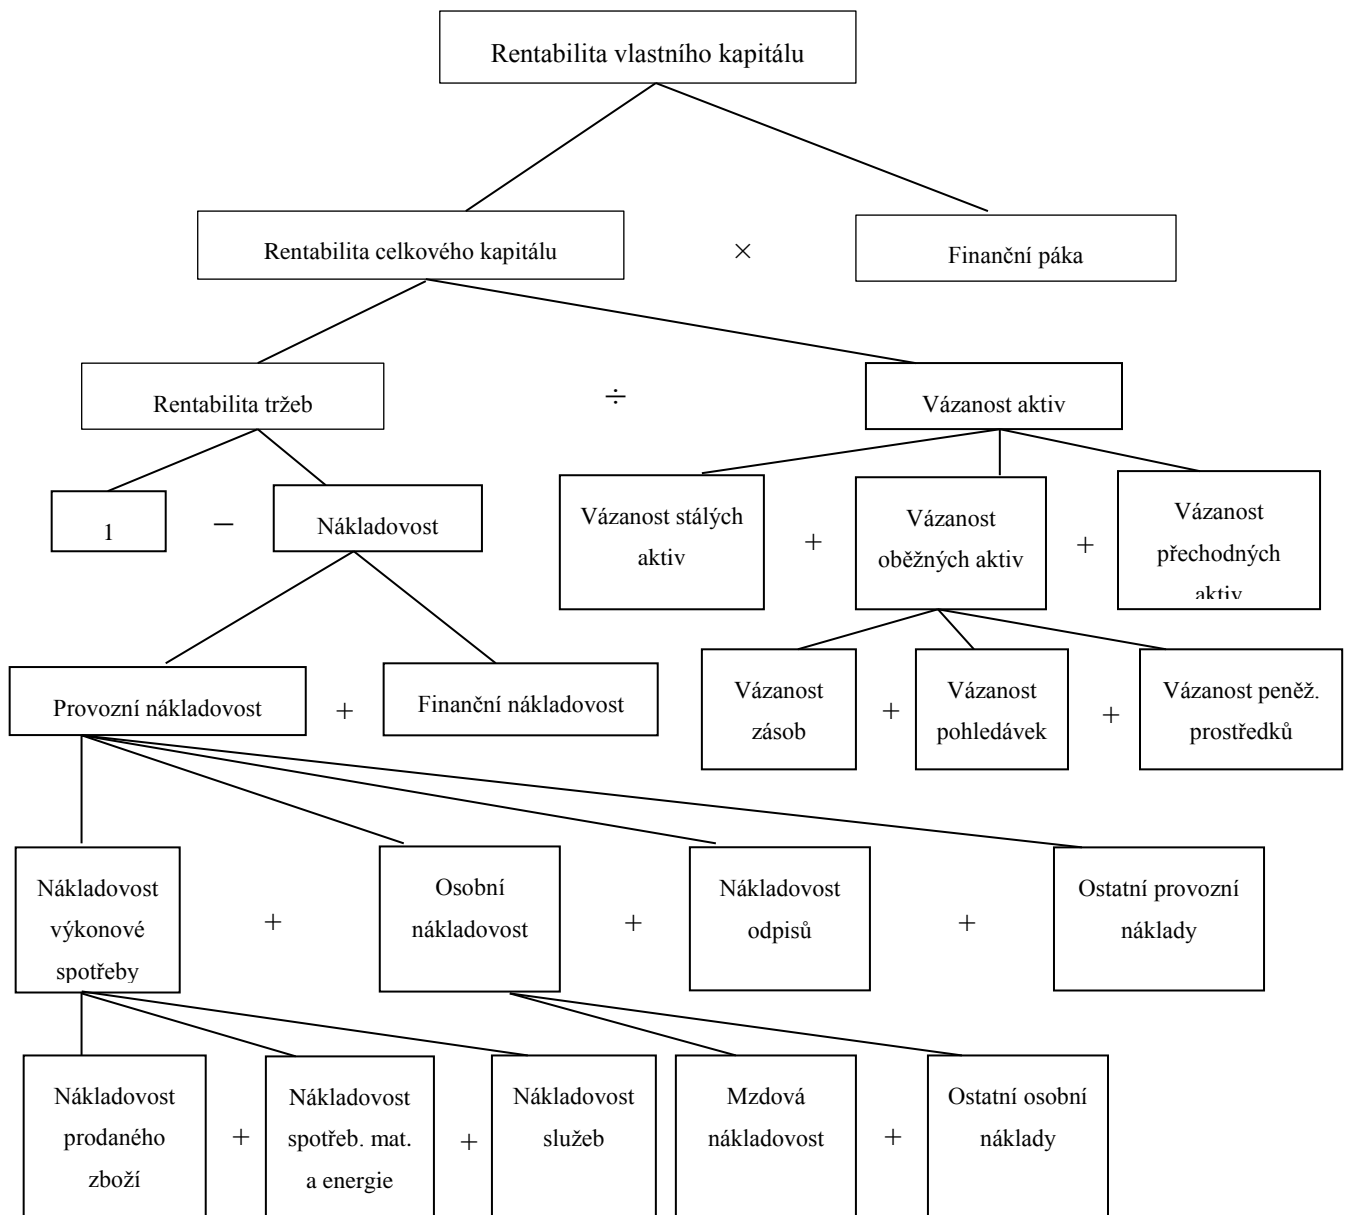 Rentabilita vlastního kapitálu
Rentabilita celkového kapitálu
×
Finanční páka
Rentabilita tržeb
÷
Vázanost aktiv
1
–
Nákladovost
Vázanost stálých
aktiv
+
Vázanost
oběžných aktiv
+
Vázanost
přechodných
aktiv
Provozní nákladovost
+
Finanční nákladovost
Vázanost
zásob
+
Vázanost
pohledávek
+
Vázanost peněž.
prostředků
Nákladovost
výkonové
spotřeby
+
Osobní
nákladovost
+
Nákladovost
odpisů
+
Ostatní provozní
náklady
Nákladovost
prodaného
zboží
+
Nákladovost
spotřeb. mat.
a energie
+
Nákladovost
služeb
Mzdová
nákladovost
+
Ostatní osobní
náklady